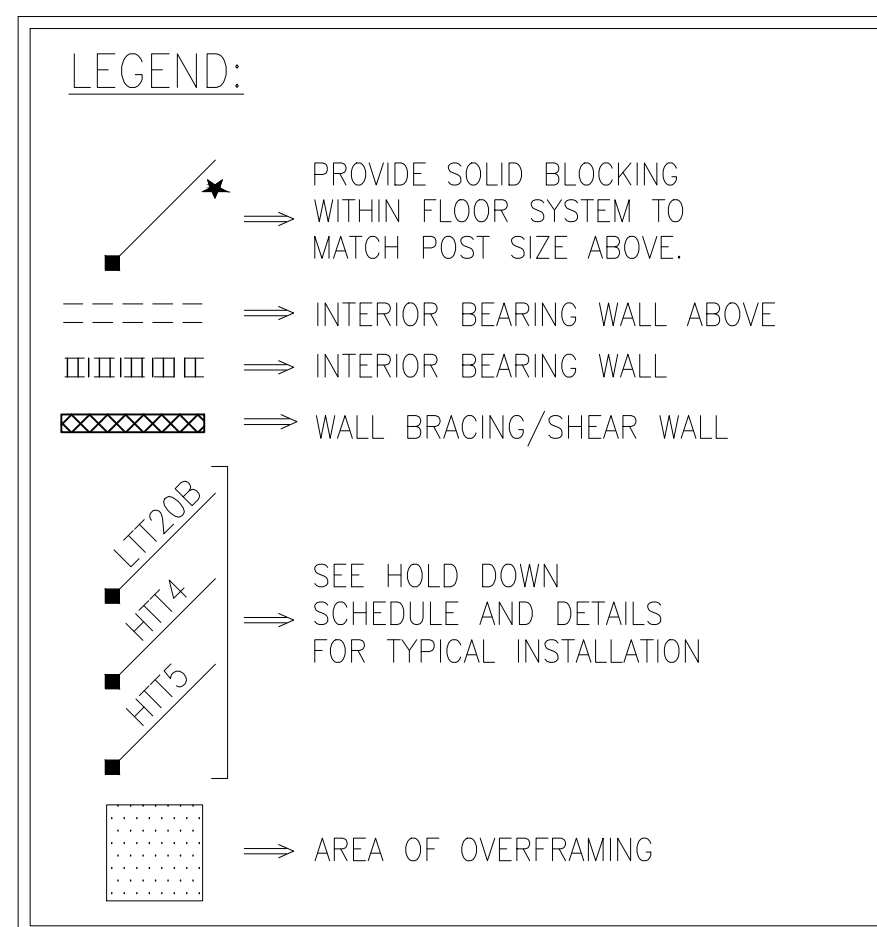 LEGEND:
PROVIDE SOLID BLOCKING
WITHIN FLOOR SYSTEM TO
MATCH POST SIZE ABOVE.
INTERIOR BEARING WALL ABOVE
INTERIOR BEARING WALL
WALL BRACING/SHEAR WALL
LTT20B
HTT4
HTT5
SEE HOLD DOWN
SCHEDULE AND DETAILS
FOR TYPICAL INSTALLATION
AREA OF OVERFRAMING